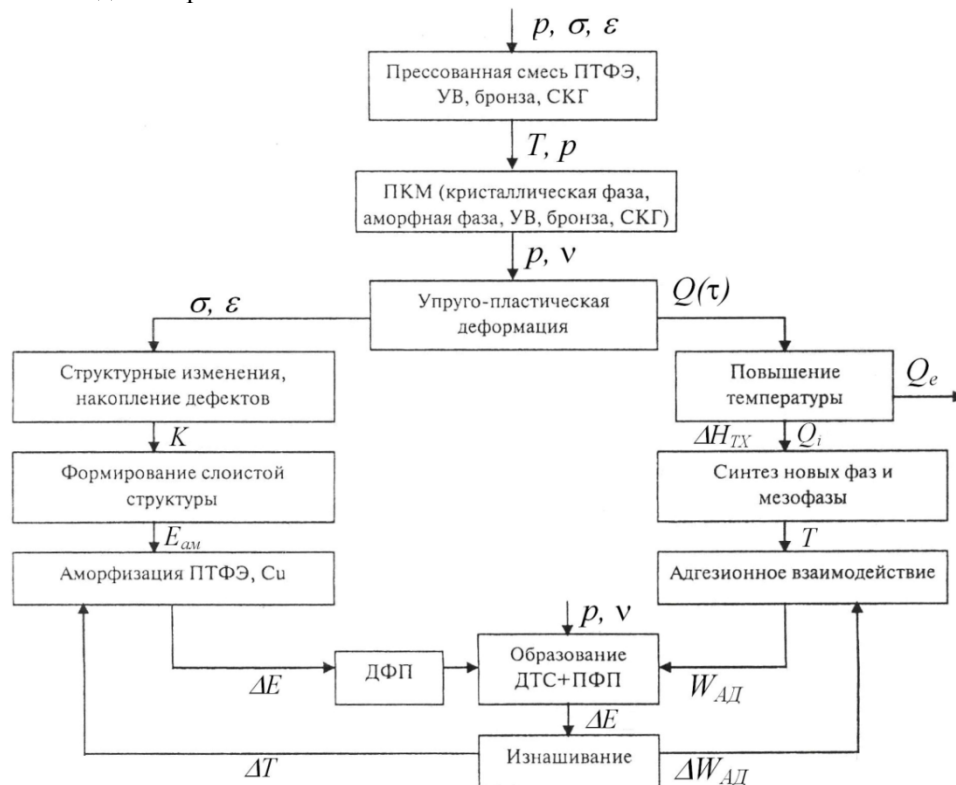 p, σ, ε
Прессованная смесь ПТФЭ,
УВ, бронза, СКГ
T, p
ПКМ (кристаллическая фаза,
аморфная фаза, УВ, бронза, СКГ)
p, ν
Упруго-пластическая
деформация
σ, ε
Q(τ)
Структурные изменения,
накопление дефектов
Повышение
температуры
Q_e
K
ΔH_TX Q_i
Формирование слоистой
структуры
Синтез новых фаз и
мезофазы
E_ам
T
Аморфизация ПТФЭ, Cu
Адгезионное взаимодействие
p, ν
ΔE
ДФП
Образование
ДТС+ПФП
W_АД
ΔE
ΔT
Изнашивание
ΔW_АД